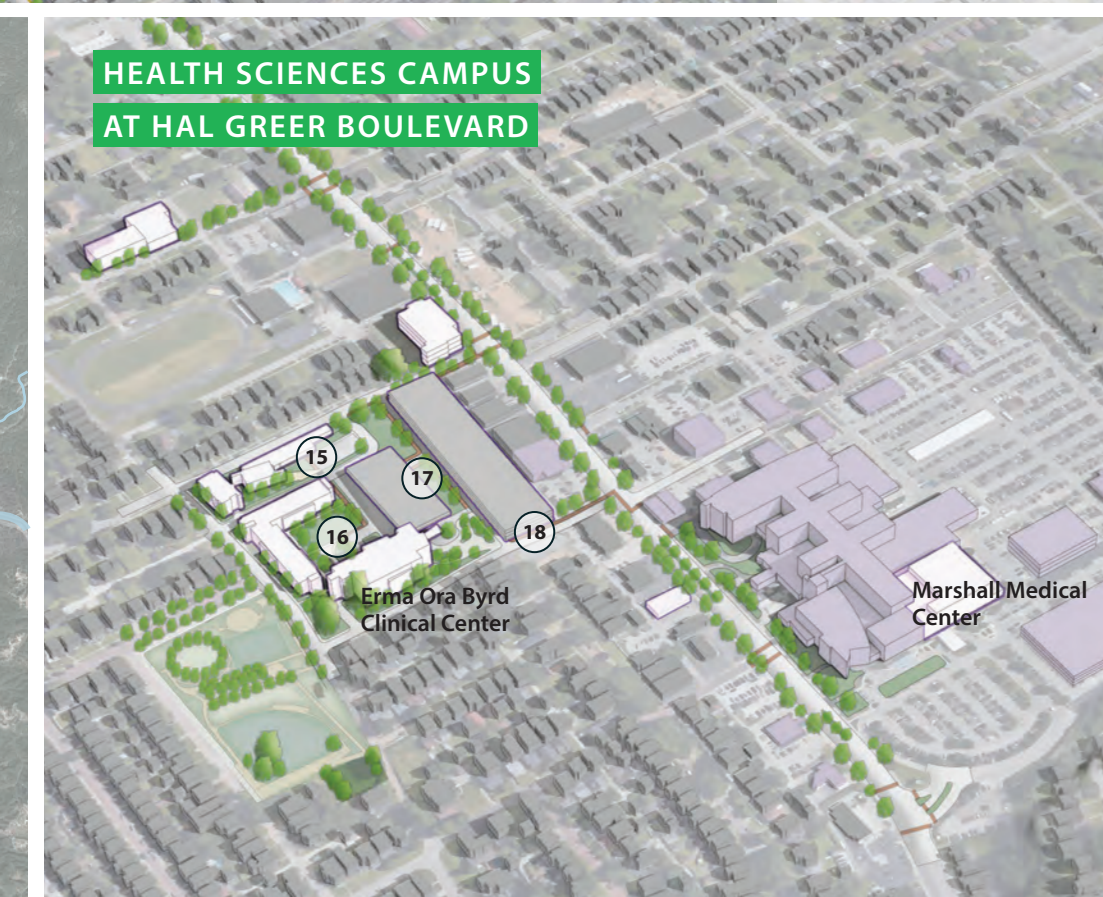 HEALTH SCIENCES CAMPUS
AT HAL GREER BOULEVARD
15
17
16
18
Erma Ora Byrd
Clinical Center
Marshall Medical
Center